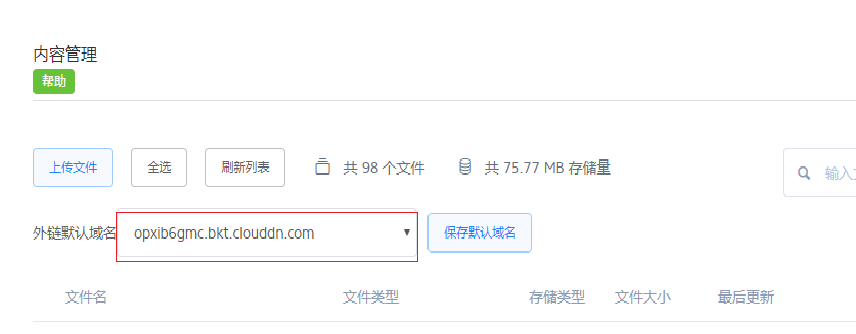 内容管理
帮助
上传文件 全选 刷新列表 共 98 个文件 共 75.77 MB 存储量
外链默认域名 opxib6gmc.bkt.clouddn.com 保存默认域名
文件名 文件类型 存储类型 文件大小 最后更新